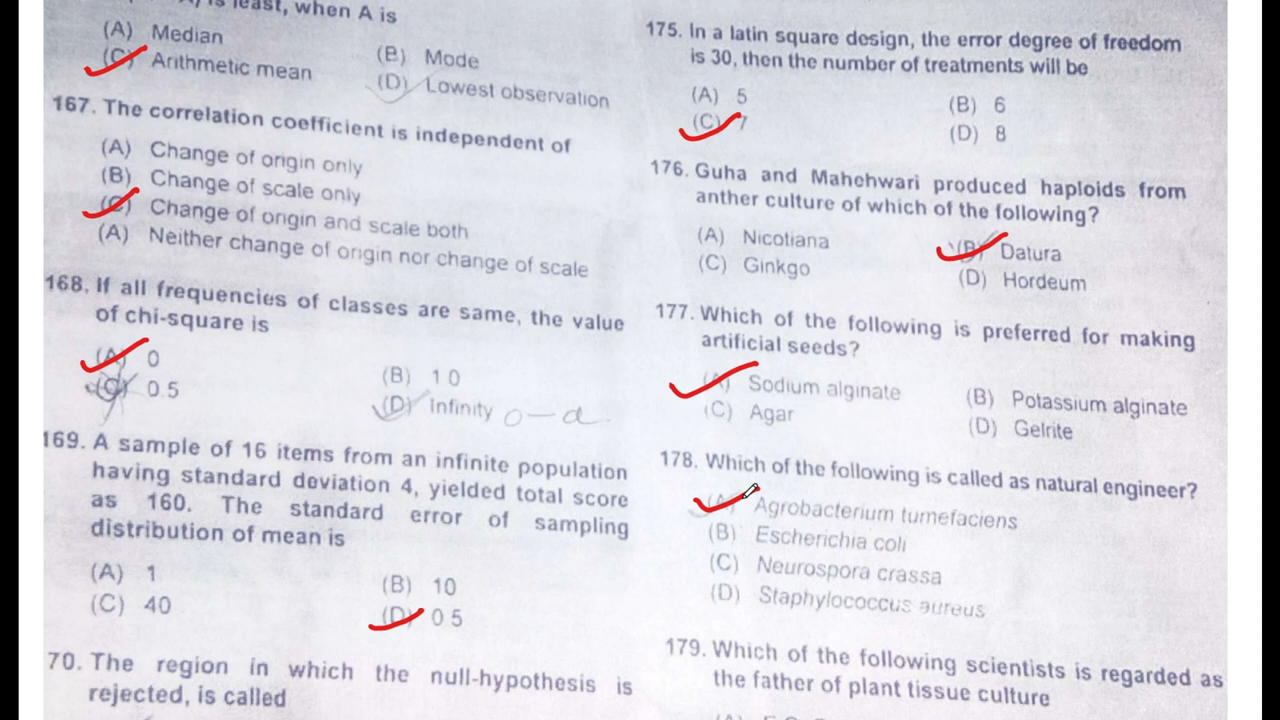 is least, when A is
(A) Median
(B) Mode
(C) Arithmetic mean
(D) Lowest observation
167. The correlation coefficient is independent of
(A) Change of origin only
(B) Change of scale only
(C) Change of origin and scale both
(A) Neither change of origin nor change of scale
168. If all frequencies of classes are same, the value
of chi-square is
(A) 0
(B) 1 0
(C) 0.5
(D) Infinity
169. A sample of 16 items from an infinite population
having standard deviation 4, yielded total score
as 160. The standard error of sampling
distribution of mean is
(A) 1
(B) 10
(C) 40
(D) 0 5
70. The region in which the null-hypothesis is
rejected, is called
175. In a latin square design, the error degree of freedom
is 30, then the number of treatments will be
(A) 5
(B) 6
(C) 7
(D) 8
176. Guha and Mahehwari produced haploids from
anther culture of which of the following?
(A) Nicotiana
(B) Datura
(C) Ginkgo
(D) Hordeum
177. Which of the following is preferred for making
artificial seeds?
(A) Sodium alginate
(B) Potassium alginate
(C) Agar
(D) Gelrite
178. Which of the following is called as natural engineer?
(A) Agrobacterium tumefaciens
(B) Escherichia coli
(C) Neurospora crassa
(D) Staphylococcus aureus
179. Which of the following scientists is regarded as
the father of plant tissue culture